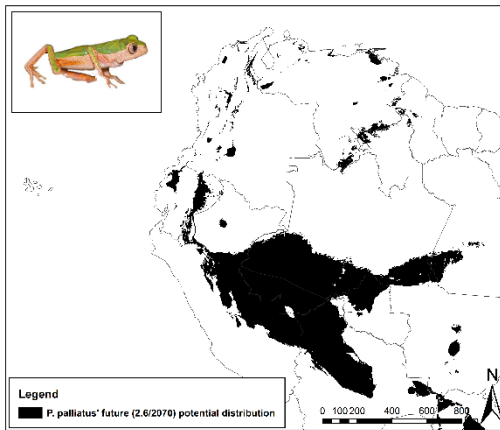 N
Legend
P. palliatus' future (2.6/2070) potential distribution
0 100 200 400 600 800